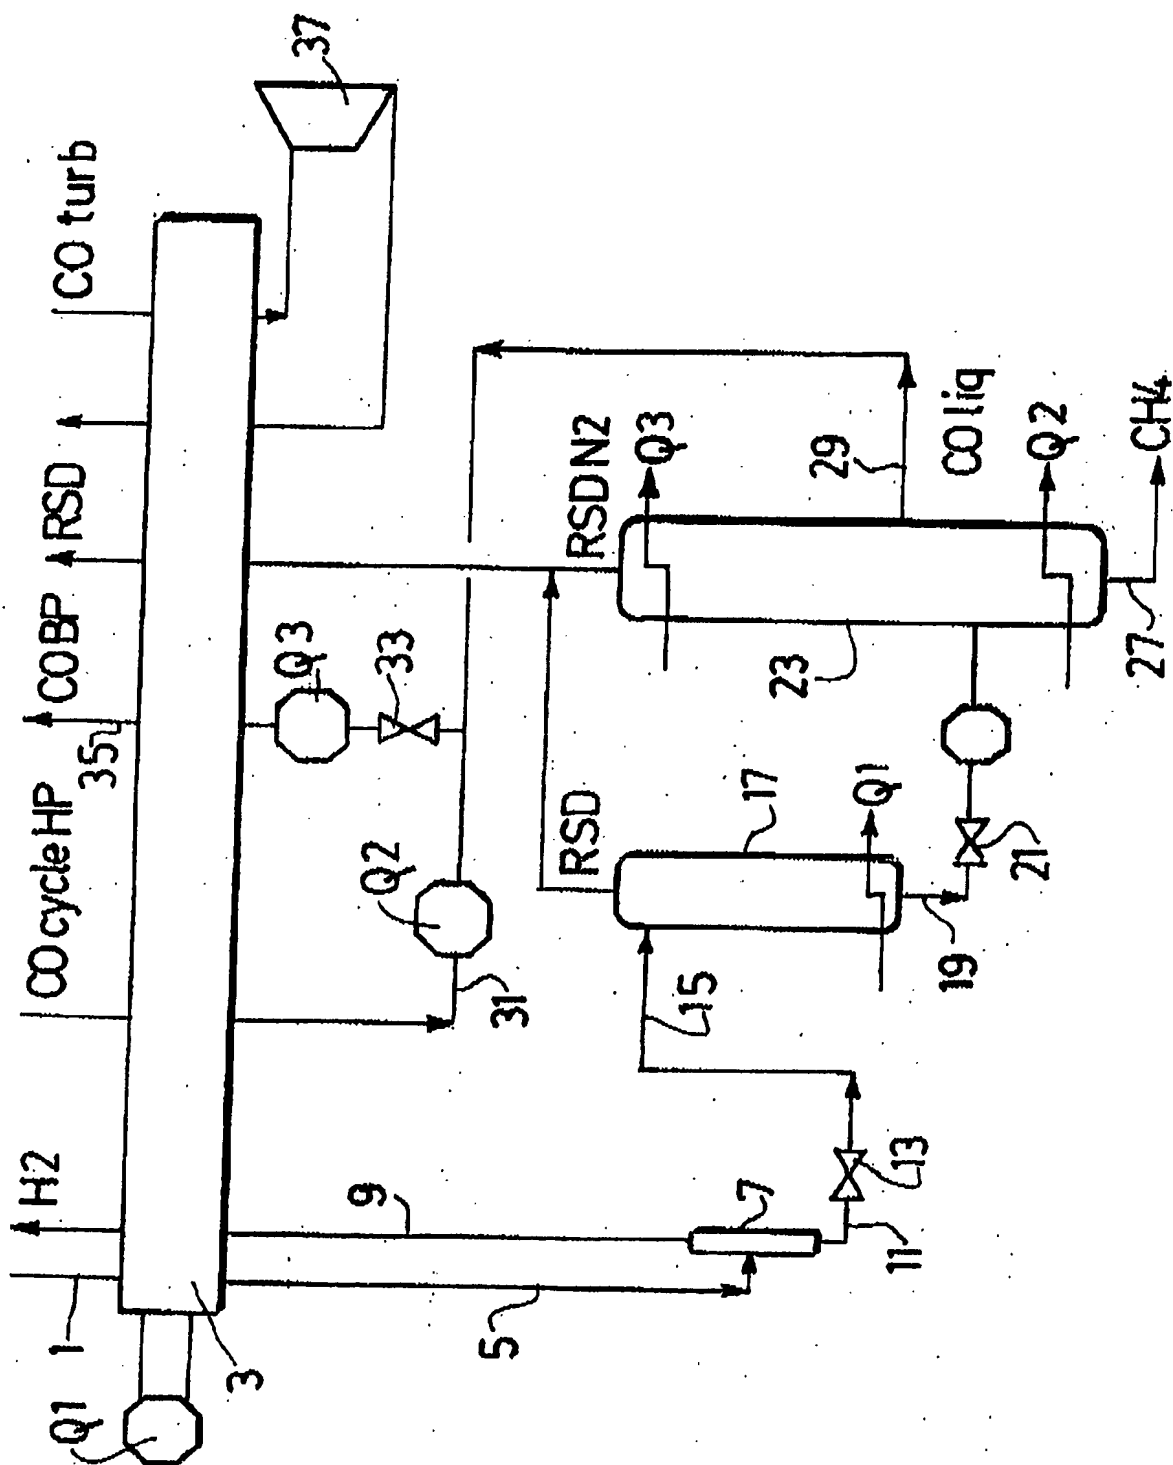 37
CO turb
RSD
COBP
35
CO cycle HP
H2
1
Q1
3
Q3
33
Q2
31
9
5
7
11
13
15
RSD
17
Q1
19
21
RSDN2
Q3
23
29
CO liq
Q2
27
CH4